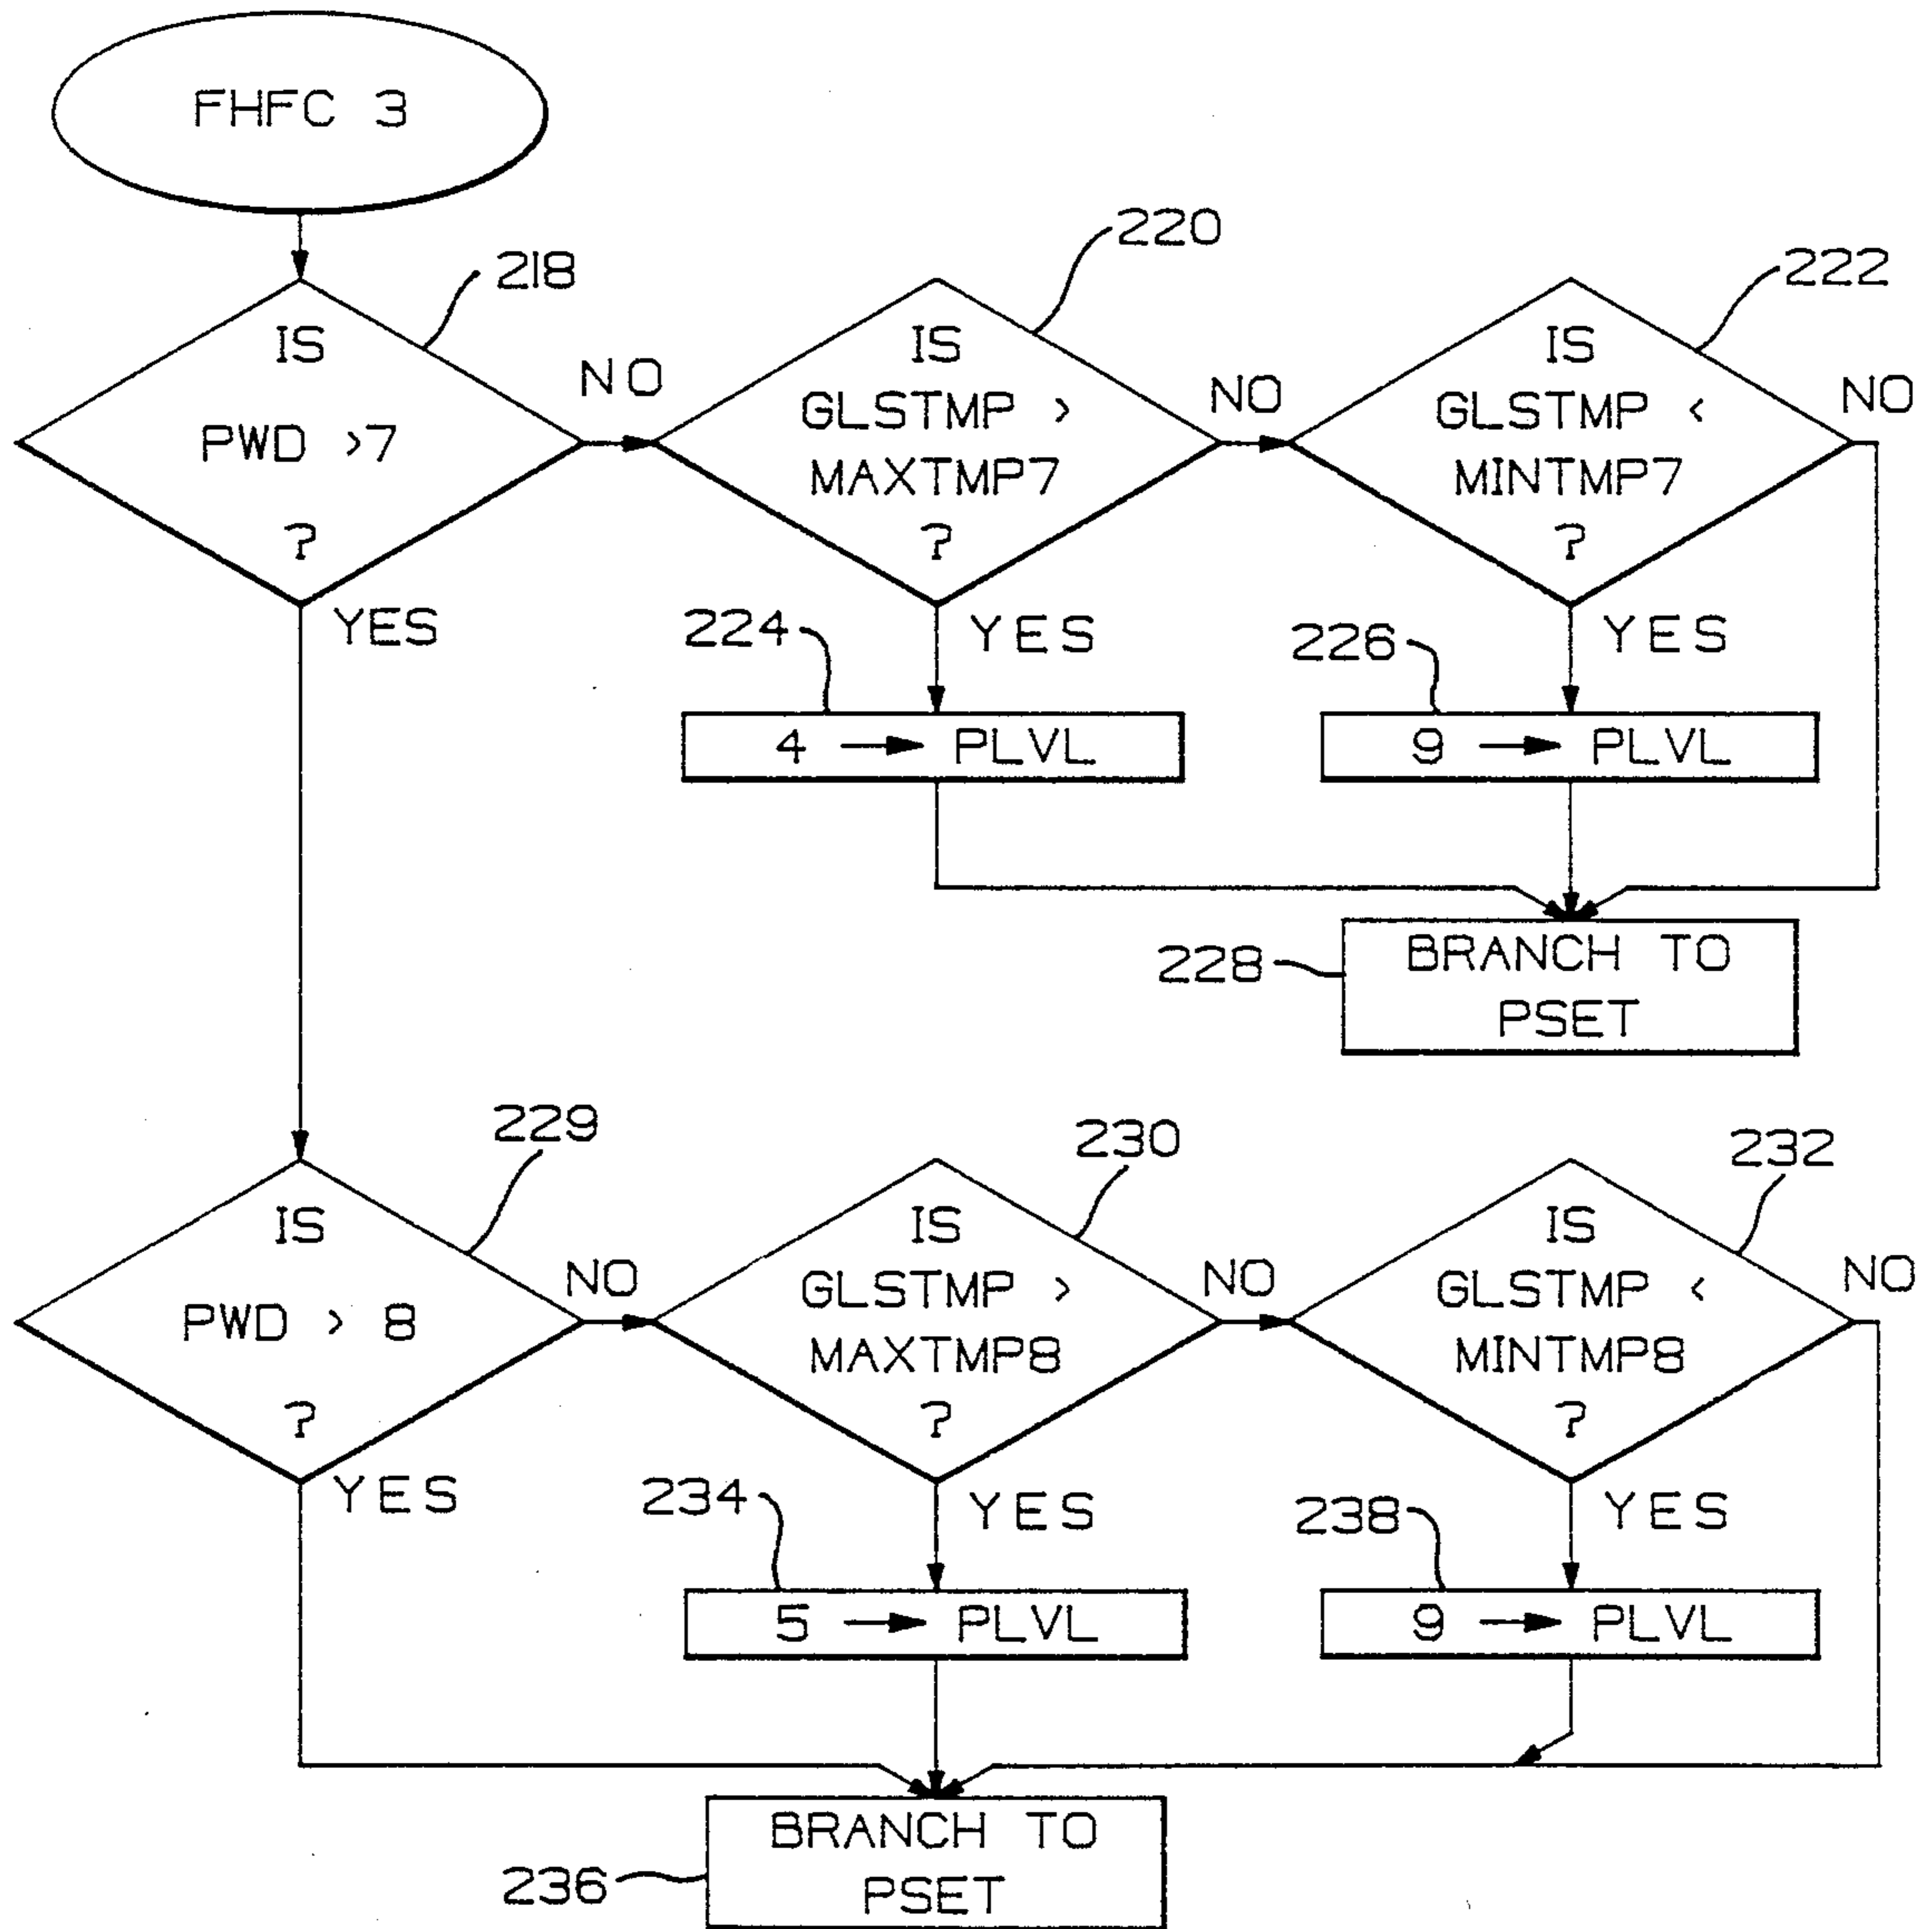 FHFC 3
218
220
222
IS
PWD >7
?
NO
IS
GLSTMP >
MAXTMP7
?
NO
IS
GLSTMP <
MINTMP7
?
NO
YES
224
YES
226
YES
4 → PLVL
9 → PLVL
228
BRANCH TO
PSET
229
230
232
IS
PWD > 8
?
NO
IS
GLSTMP >
MAXTMP8
?
NO
IS
GLSTMP <
MINTMP8
?
NO
YES
234
YES
238
YES
5 → PLVL
9 → PLVL
236
BRANCH TO
PSET